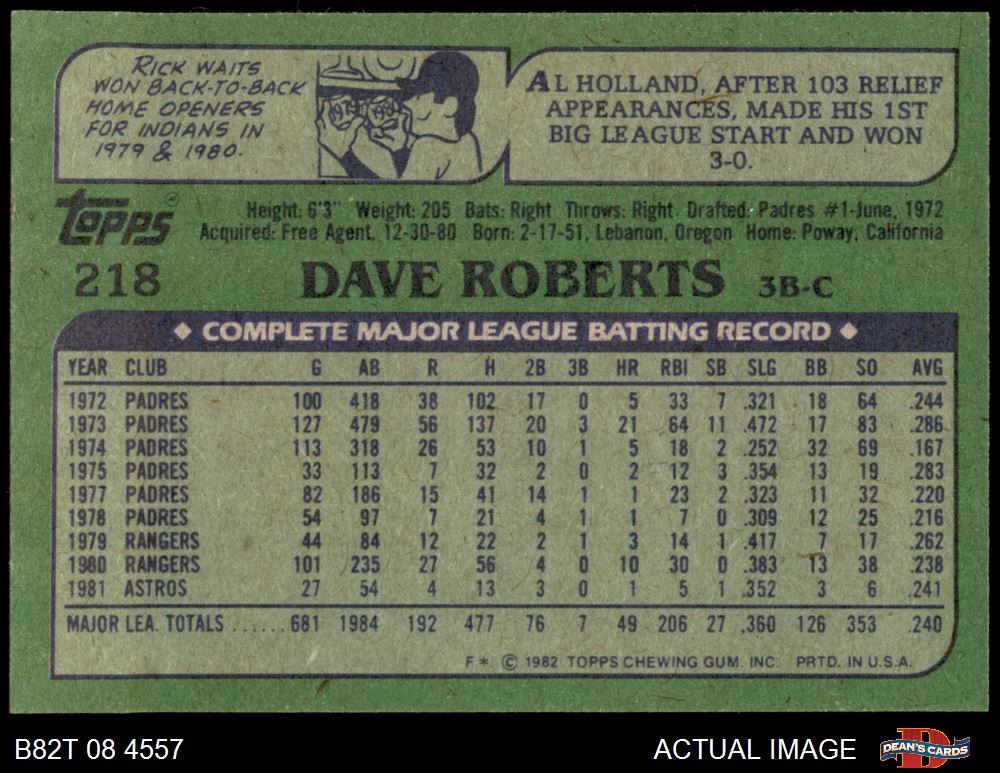 RICK WAITS
WON BACK-TO-BACK
HOME OPENERS
FOR INDIANS IN
1979 & 1980.
AL HOLLAND, AFTER 103 RELIEF
APPEARANCES, MADE HIS 1ST
BIG LEAGUE START AND WON
3-0.
TOPPS®
Height: 6'3" Weight: 205 Bats: Right Throws: Right Drafted: Padres #1-June, 1972
Acquired: Free Agent, 12-30-80 Born: 2-17-51, Lebanon, Oregon Home: Poway, California
218 DAVE ROBERTS 3B-C
◆ COMPLETE MAJOR LEAGUE BATTING RECORD ◆
YEAR CLUB G AB R H 2B 3B HR RBI SB SLG BB SO AVG
1972 PADRES 100 418 38 102 17 0 5 33 7 .321 18 64 .244
1973 PADRES 127 479 56 137 20 3 21 64 11 .472 17 83 .286
1974 PADRES 113 318 26 53 10 1 5 18 2 .252 32 69 .167
1975 PADRES 33 113 7 32 2 0 2 12 3 .354 13 19 .283
1977 PADRES 82 186 15 41 14 1 1 23 2 .323 11 32 .220
1978 PADRES 54 97 7 21 4 1 1 7 0 .309 12 25 .216
1979 RANGERS 44 84 12 22 2 1 3 14 1 .417 7 17 .262
1980 RANGERS 101 235 27 56 4 0 10 30 0 .383 13 38 .238
1981 ASTROS 27 54 4 13 3 0 1 5 1 .352 3 6 .241
MAJOR LEA. TOTALS ......681 1984 192 477 76 7 49 206 27 .360 126 353 .240
F* © 1982 TOPPS CHEWING GUM, INC. PRTD. IN U.S.A.
B82T 08 4557 ACTUAL IMAGE DEAN'S CARDS